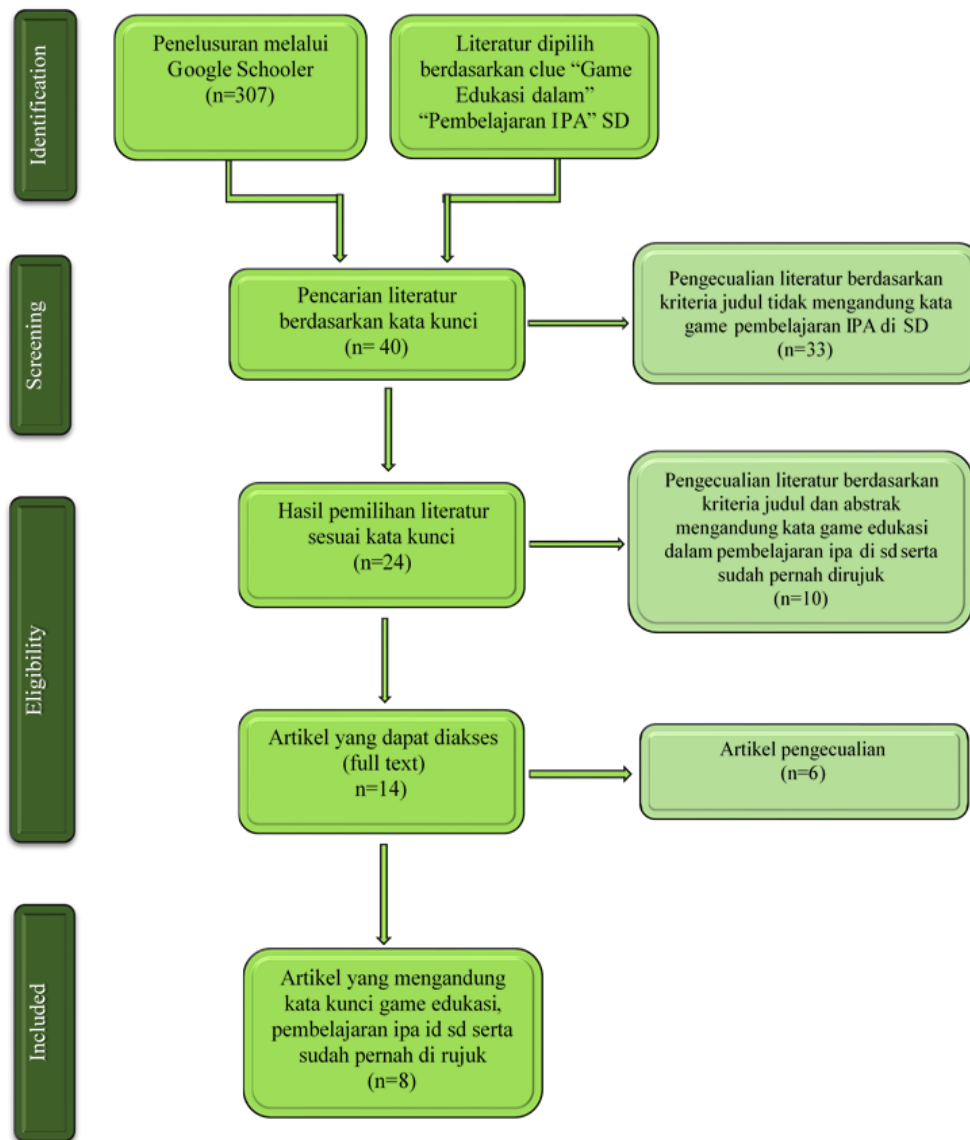 Identification
Penelusuran melalui
Google Schooler
(n=307)
Literatur dipilih
berdasarkan clue “Game
Edukasi dalam”
“Pembelajaran IPA” SD
Screening
Pencarian literatur
berdasarkan kata kunci
(n= 40)
Pengecualian literatur berdasarkan
kriteria judul tidak mengandung kata
game pembelajaran IPA di SD
(n=33)
Eligibility
Hasil pemilihan literatur
sesuai kata kunci
(n=24)
Pengecualian literatur berdasarkan
kriteria judul dan abstrak
mengandung kata game edukasi
dalam pembelajaran ipa di sd serta
sudah pernah dirujuk
(n=10)
Artikel yang dapat diakses
(full text)
n=14)
Artikel pengecualian
(n=6)
Included
Artikel yang mengandung
kata kunci game edukasi,
pembelajaran ipa id sd serta
sudah pernah di rujuk
(n=8)